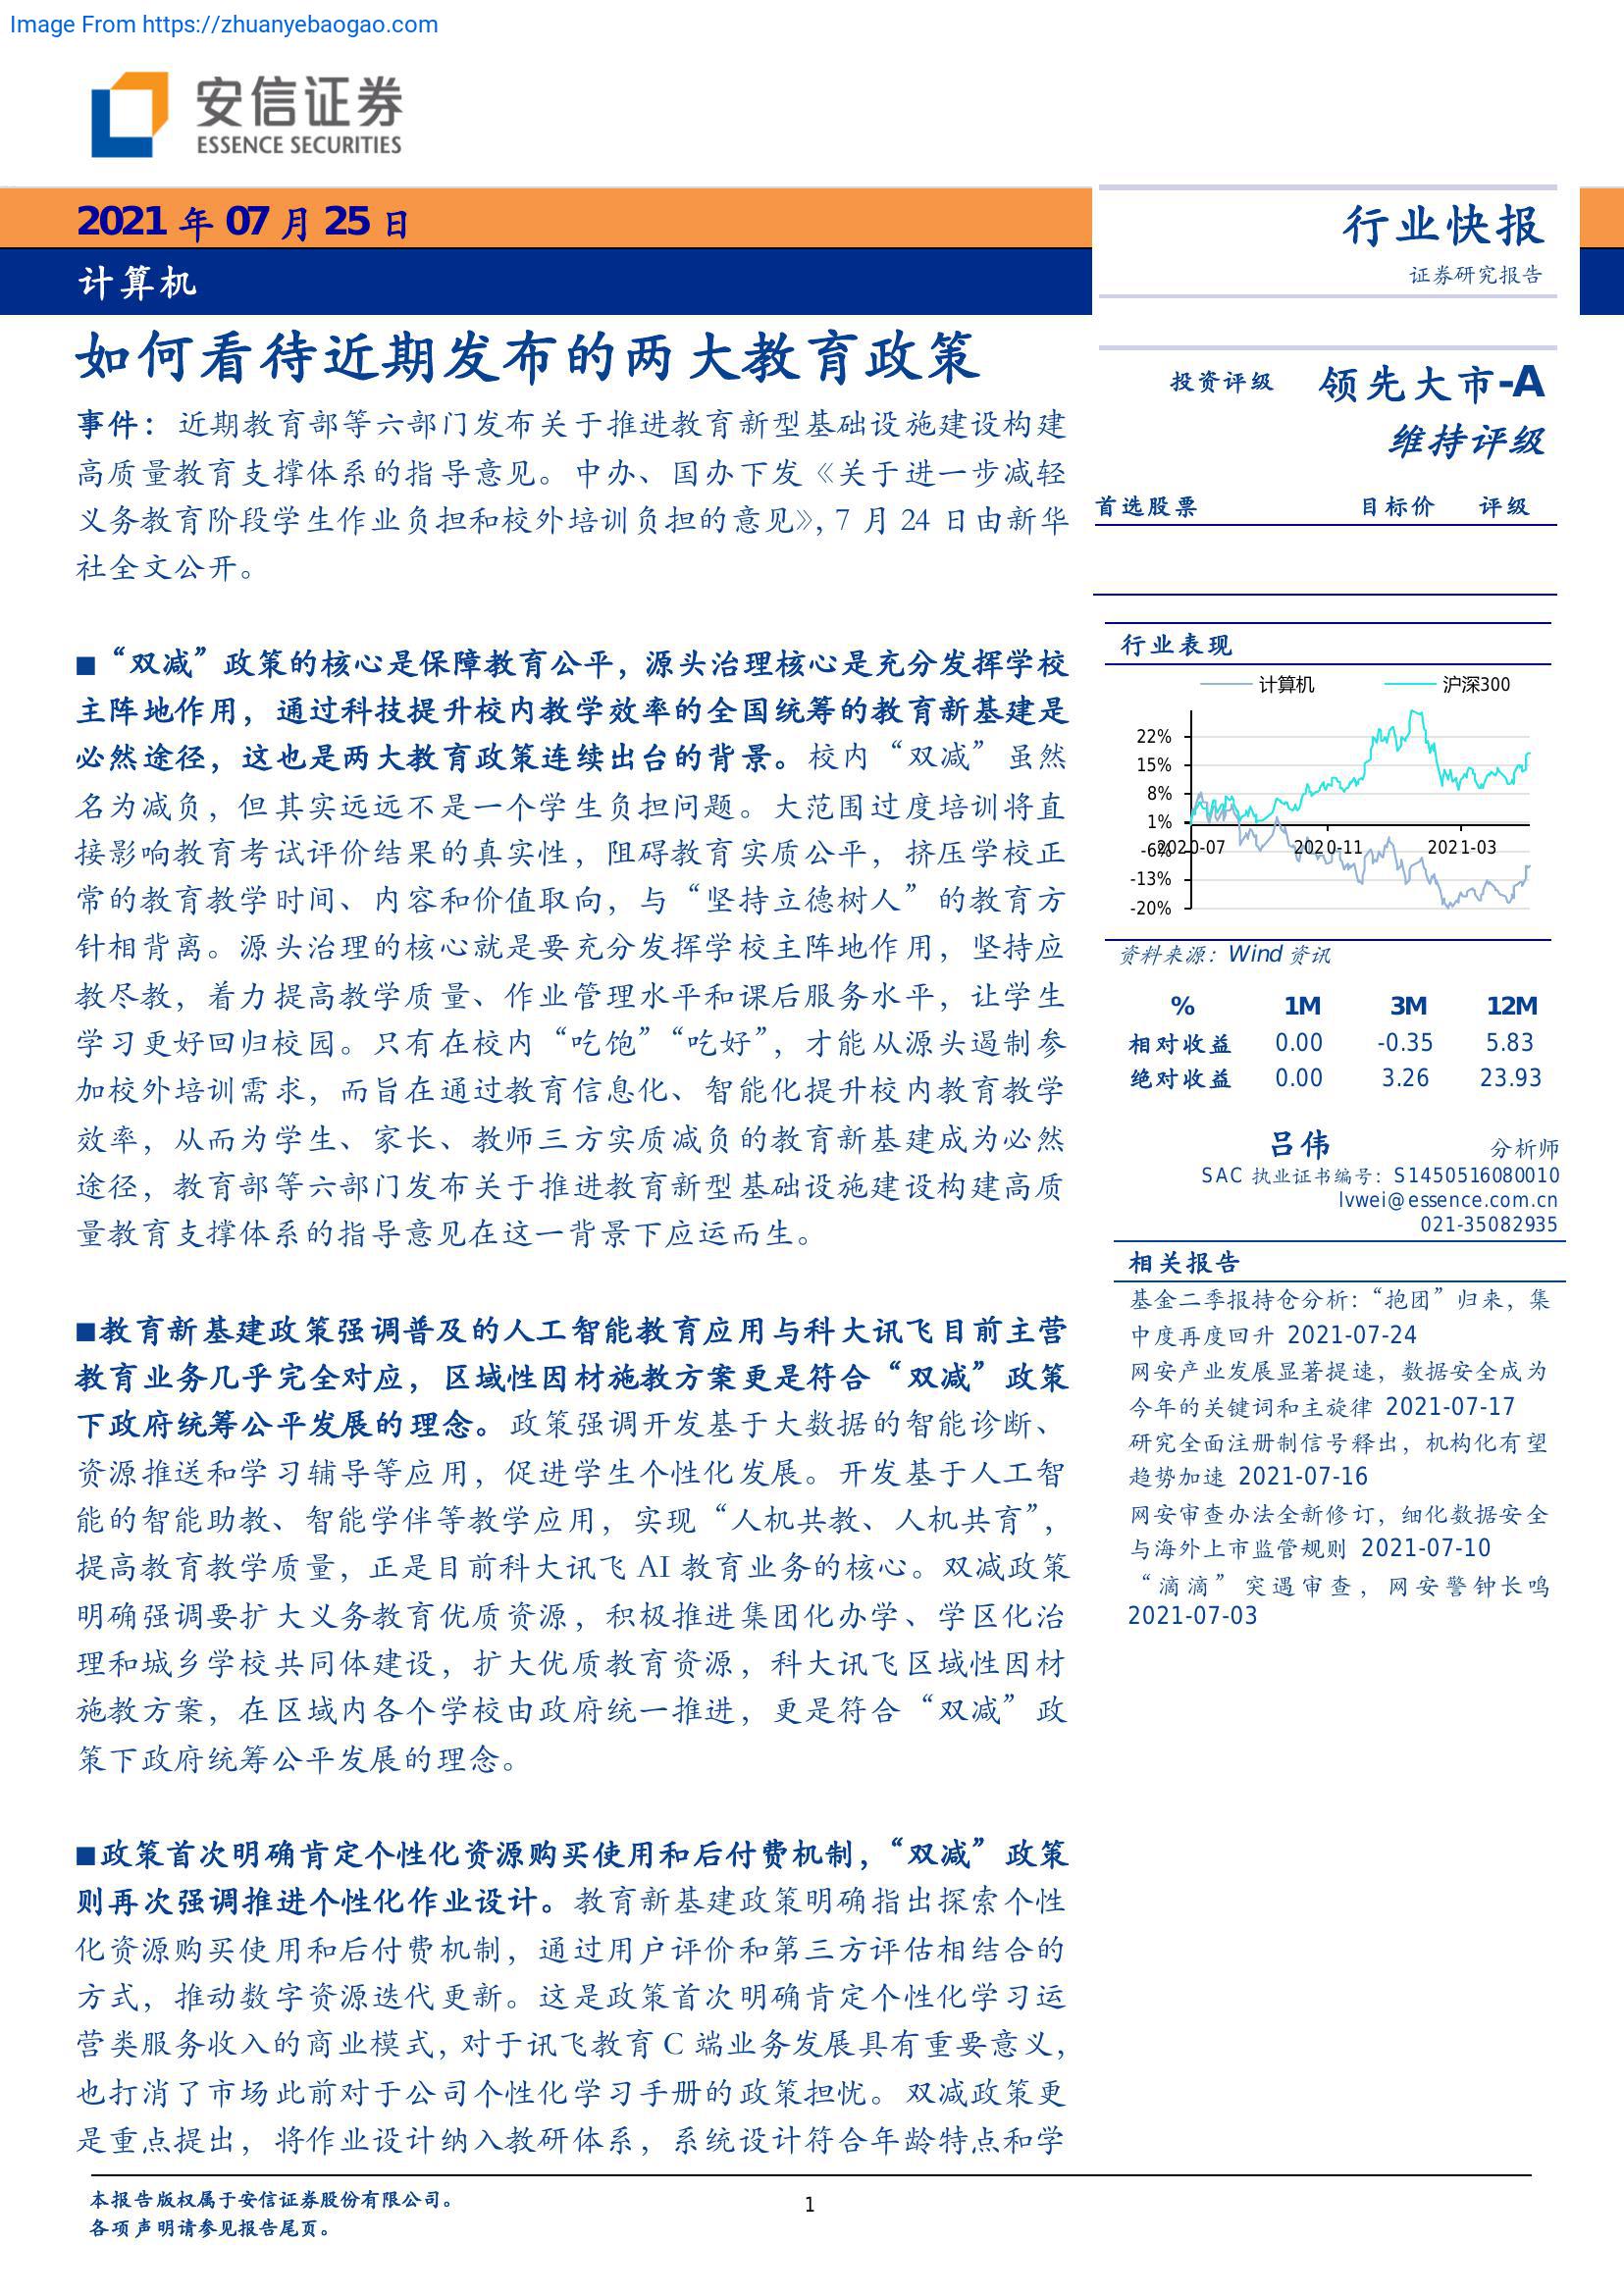 Image From https://zhuanyebaogao.com
安信证券
ESSENCE SECURITIES
2021 年 07 月 25 日
计算机
行业快报
证券研究报告
如何看待近期发布的两大教育政策
事件：近期教育部等六部门发布关于推进教育新型基础设施建设构建
高质量教育支撑体系的指导意见。中办、国办下发《关于进一步减轻
义务教育阶段学生作业负担和校外培训负担的意见》，7 月 24 日由新华
社全文公开。
■“双减”政策的核心是保障教育公平，源头治理核心是充分发挥学校
主阵地作用，通过科技提升校内教学效率的全国统筹的教育新基建是
必然途径，这也是两大教育政策连续出台的背景。校内“双减”虽然
名为减负，但其实远远不是一个学生负担问题。大范围过度培训将直
接影响教育考试评价结果的真实性，阻碍教育实质公平，挤压学校正
常的教育教学时间、内容和价值取向，与“坚持立德树人”的教育方
针相背离。源头治理的核心就是要充分发挥学校主阵地作用，坚持应
教尽教，着力提高教学质量、作业管理水平和课后服务水平，让学生
学习更好回归校园。只有在校内“吃饱”“吃好”，才能从源头遏制参
加校外培训需求，而旨在通过教育信息化、智能化提升校内教育教学
效率，从而为学生、家长、教师三方实质减负的教育新基建成为必然
途径，教育部等六部门发布关于推进教育新型基础设施建设构建高质
量教育支撑体系的指导意见在这一背景下应运而生。
■教育新基建政策强调普及的人工智能教育应用与科大讯飞目前主营
教育业务几乎完全对应，区域性因材施教方案更是符合“双减”政策
下政府统筹公平发展的理念。政策强调开发基于大数据的智能诊断、
资源推送和学习辅导等应用，促进学生个性化发展。开发基于人工智
能的智能助教、智能学伴等教学应用，实现“人机共教、人机共育”，
提高教育教学质量，正是目前科大讯飞 AI 教育业务的核心。双减政策
明确强调要扩大义务教育优质资源，积极推进集团化办学、学区化治
理和城乡学校共同体建设，扩大优质教育资源，科大讯飞区域性因材
施教方案，在区域内各个学校由政府统一推进，更是符合“双减”政
策下政府统筹公平发展的理念。
■政策首次明确肯定个性化资源购买使用和后付费机制，“双减”政策
则再次强调推进个性化作业设计。教育新基建政策明确指出探索个性
化资源购买使用和后付费机制，通过用户评价和第三方评估相结合的
方式，推动数字资源迭代更新。这是政策首次明确肯定个性化学习运
营类服务收入的商业模式，对于讯飞教育 C 端业务发展具有重要意义，
也打消了市场此前对于公司个性化学习手册的政策担忧。双减政策更
是重点提出，将作业设计纳入教研体系，系统设计符合年龄特点和学
投资评级 领先大市-A
维持评级
首选股票 目标价 评级
行业表现
计算机 沪深300
22%
15%
8%
1%
-6%
-13%
-20%
2020-07 2020-11 2021-03
资料来源：Wind 资讯
% 1M 3M 12M
相对收益 0.00 -0.35 5.83
绝对收益 0.00 3.26 23.93
吕伟 分析师
SAC 执业证书编号：S1450516080010
lvwei@essence.com.cn
021-35082935
相关报告
基金二季报持仓分析：“抱团”归来，集
中度再度回升 2021-07-24
网安产业发展显著提速，数据安全成为
今年的关键词和主旋律 2021-07-17
研究全面注册制信号释出，机构化有望
趋势加速 2021-07-16
网安审查办法全新修订，细化数据安全
与海外上市监管规则 2021-07-10
“滴滴”突遇审查，网安警钟长鸣
2021-07-03
本报告版权属于安信证券股份有限公司。
各项声明请参见报告尾页。
1